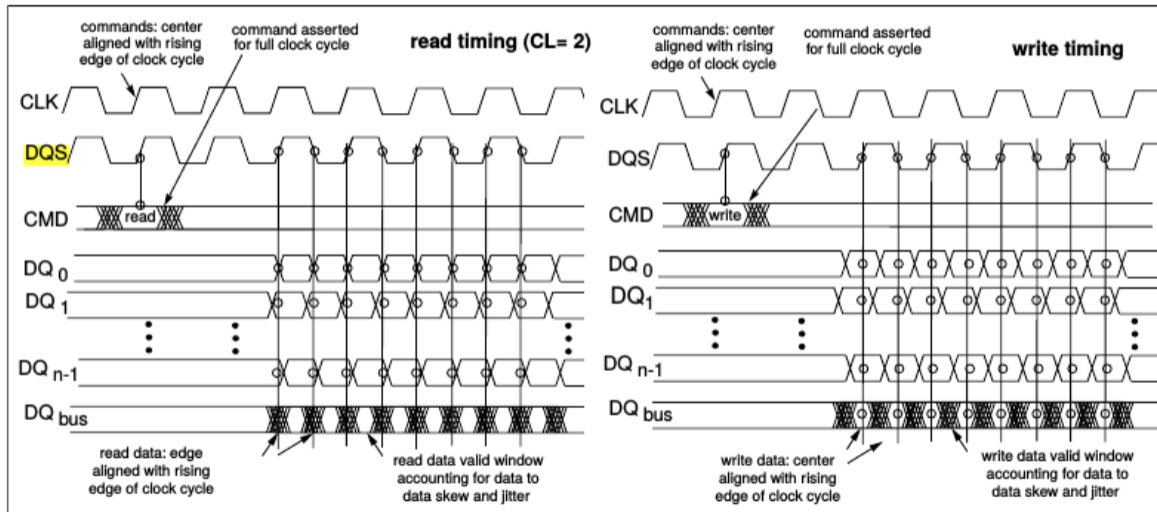 commands: center
aligned with rising
edge of clock cycle
command asserted
for full clock cycle
read timing (CL= 2)
CLK
DQS
CMD
read
DQ 0
DQ 1
DQ n-1
DQ bus
read data: edge
aligned with rising
edge of clock cycle
read data valid window
accounting for data to
data skew and jitter
commands: center
aligned with rising
edge of clock cycle
command asserted
for full clock cycle
write timing
CLK
DQS
CMD
write
DQ 0
DQ 1
DQ n-1
DQ bus
write data: center
aligned with rising
edge of clock cycle
write data valid window
accounting for data to
data skew and jitter